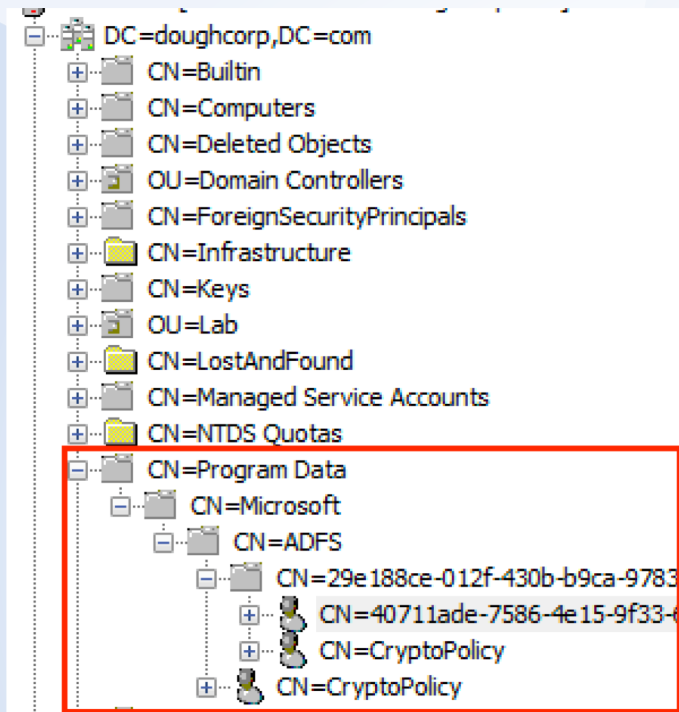 DC=doughcorp,DC=com
CN=Builtin
CN=Computers
CN=Deleted Objects
OU=Domain Controllers
CN=ForeignSecurityPrincipals
CN=Infrastructure
CN=Keys
OU=Lab
CN=LostAndFound
CN=Managed Service Accounts
CN=NTDS Quotas
CN=Program Data
CN=Microsoft
CN=ADFS
CN=29e188ce-012f-430b-b9ca-9783
CN=40711ade-7586-4e15-9f33-
CN=CryptoPolicy
CN=CryptoPolicy